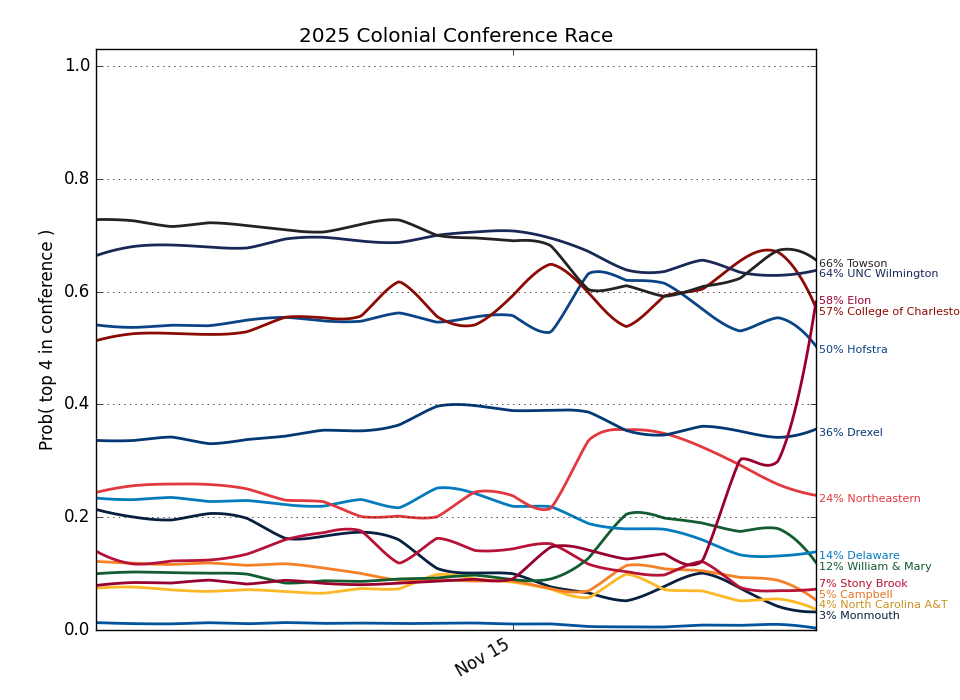 2025 Colonial Conference Race
1.0
0.8
0.6
0.4
0.2
0.0
Prob( top 4 in conference )
Nov 15
66% Towson
64% UNC Wilmington
58% Elon
57% College of Charlesto
50% Hofstra
36% Drexel
24% Northeastern
14% Delaware
12% William & Mary
7% Stony Brook
5% Campbell
4% North Carolina A&T
3% Monmouth